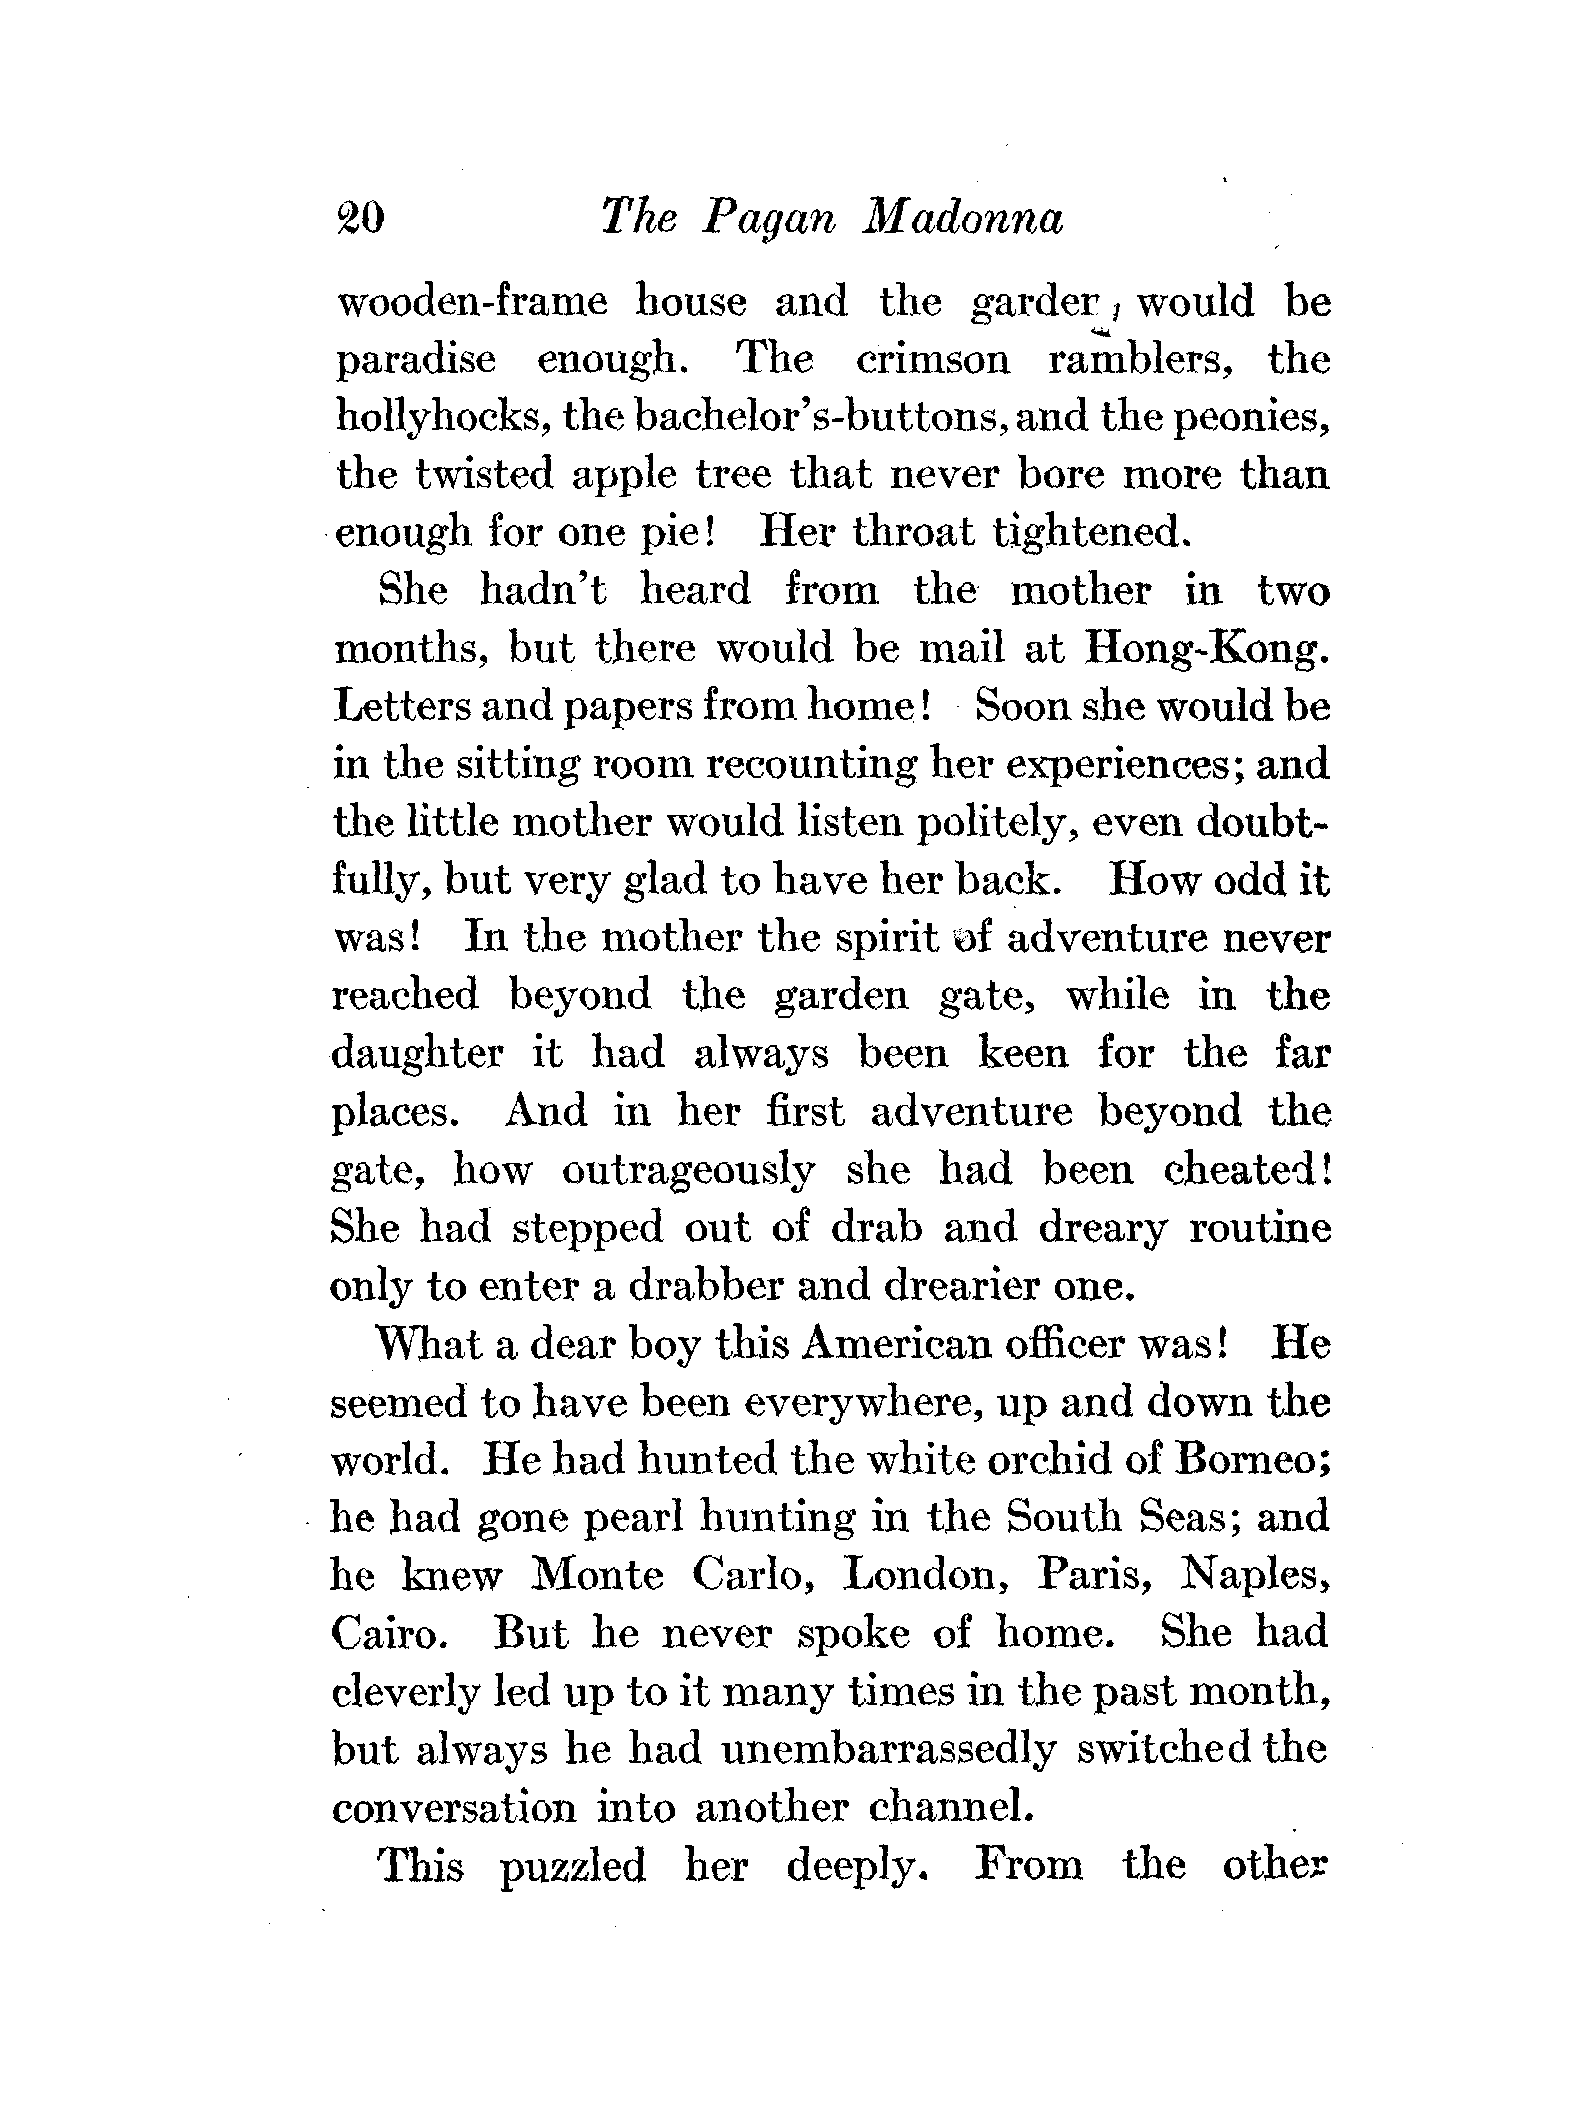 20 The Pagan Madonna
wooden-frame house and the garden would be
paradise enough. The crimson ramblers, the
hollyhocks, the bachelor's-buttons, and the peonies,
the twisted apple tree that never bore more than
enough for one pie! Her throat tightened.
She hadn't heard from the mother in two
months, but there would be mail at Hong-Kong.
Letters and papers from home! Soon she would be
in the sitting room recounting her experiences; and
the little mother would listen politely, even doubt-
fully, but very glad to have her back. How odd it
was! In the mother the spirit of adventure never
reached beyond the garden gate, while in the
daughter it had always been keen for the far
places. And in her first adventure beyond the
gate, how outrageously she had been cheated!
She had stepped out of drab and dreary routine
only to enter a drabber and drearier one.
What a dear boy this American officer was! He
seemed to have been everywhere, up and down the
world. He had hunted the white orchid of Borneo;
he had gone pearl hunting in the South Seas; and
he knew Monte Carlo, London, Paris, Naples,
Cairo. But he never spoke of home. She had
cleverly led up to it many times in the past month,
but always he had unembarrassedly switched the
conversation into another channel.
This puzzled her deeply. From the other